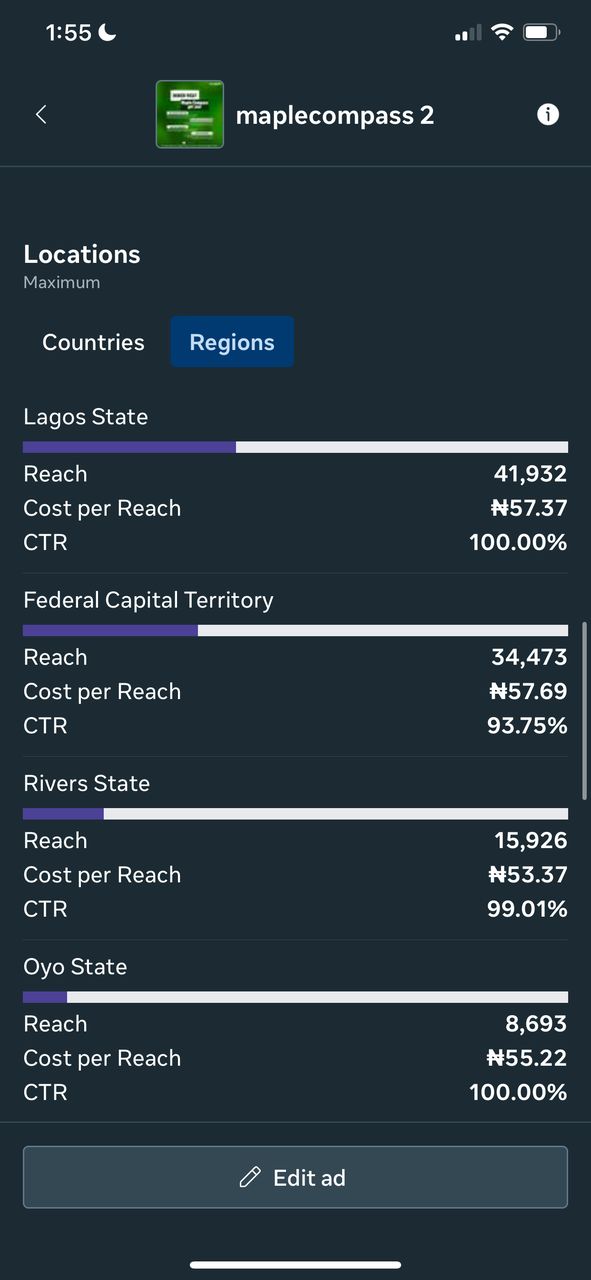 1:55
maplecompass 2
Locations
Maximum
Countries Regions
Lagos State
Reach 41,932
Cost per Reach ₦57.37
CTR 100.00%
Federal Capital Territory
Reach 34,473
Cost per Reach ₦57.69
CTR 93.75%
Rivers State
Reach 15,926
Cost per Reach ₦53.37
CTR 99.01%
Oyo State
Reach 8,693
Cost per Reach ₦55.22
CTR 100.00%
Edit ad